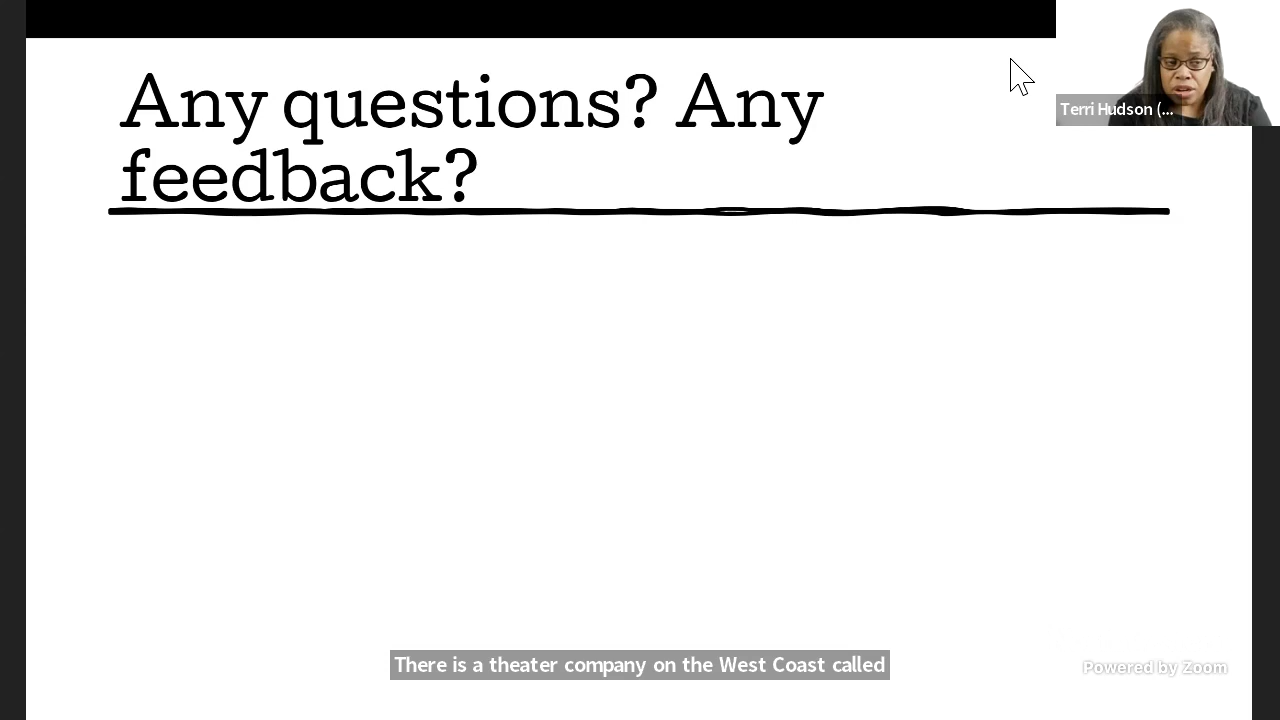 Any questions? Any
feedback?
Terri Hudson (...
There is a theater company on the West Coast called
Powered by Zoom